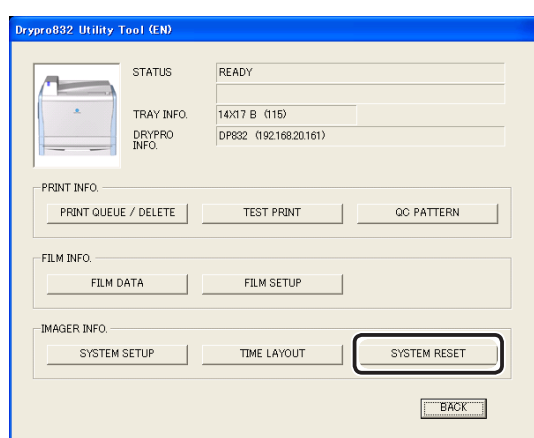 Drypro832 Utility Tool (EN)
STATUS READY
TRAY INFO. 14X17 B (115)
DRYPRO INFO. DP832 (192.168.20.161)
PRINT INFO.
PRINT QUEUE / DELETE TEST PRINT QC PATTERN
FILM INFO.
FILM DATA FILM SETUP
IMAGER INFO.
SYSTEM SETUP TIME LAYOUT SYSTEM RESET
BACK